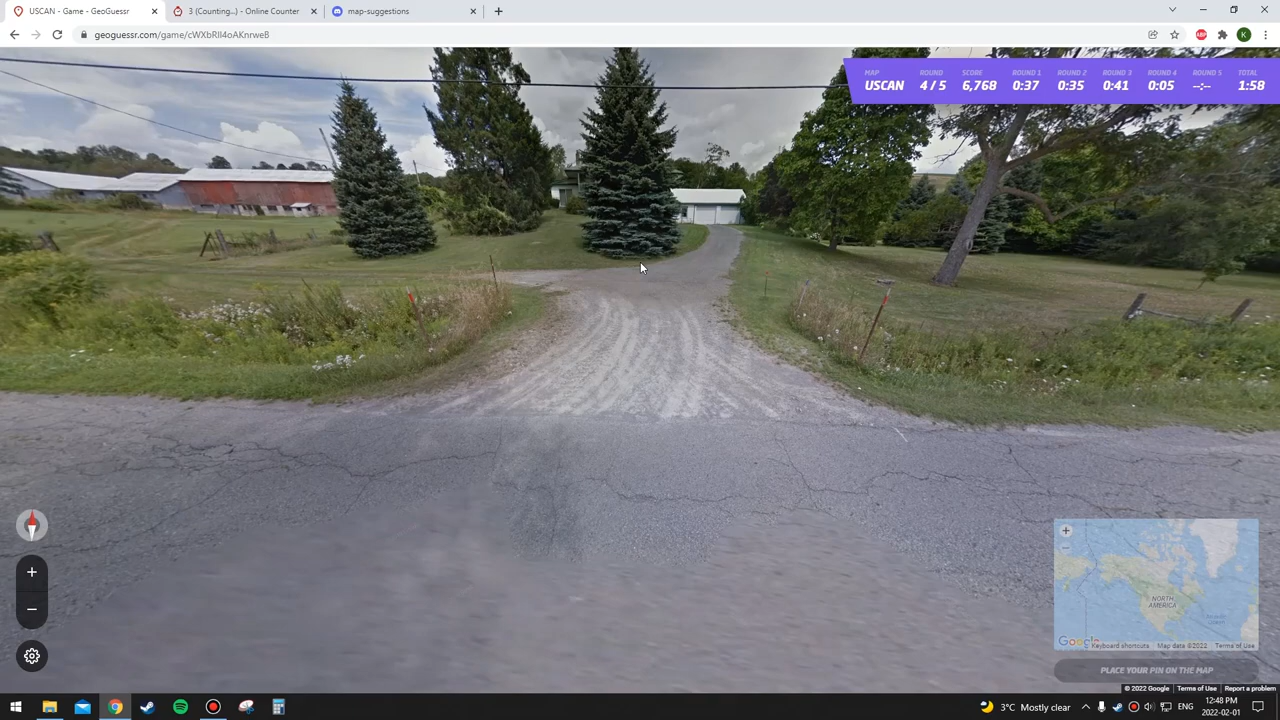 USCAN - Game - GeoGuessr
3 (Counting...) - Online Counter
map-suggestions
geoguessr.com/game/cWXbRIl4oAKnrweB
ABP
K
MAP ROUND SCORE ROUND 1 ROUND 2 ROUND 3 ROUND 4 ROUND 5 TOTAL
USCAN 4 / 5 6,768 0:37 0:35 0:41 0:05 --:-- 1:58
NORTH
AMERICA
Google Keyboard shortcuts Map data ©2022 Terms of Use
PLACE YOUR PIN ON THE MAP
© 2022 Google Terms of Use Report a problem
3°C Mostly clear ENG 12:48 PM
2022-02-01